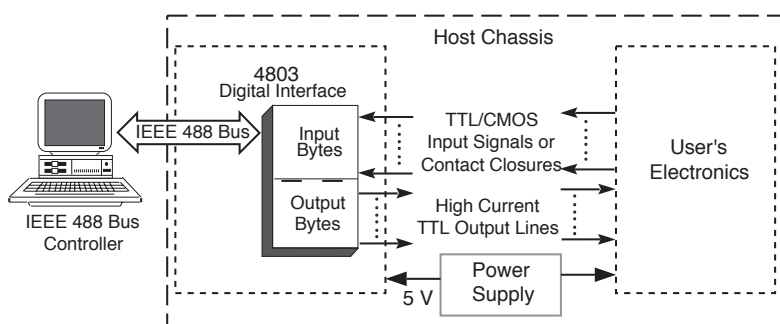 Host Chassis
4803
Digital Interface
IEEE 488 Bus
Input
Bytes
Output
Bytes
TTL/CMOS
Input Signals or
Contact Closures
High Current
TTL Output Lines
User's
Electronics
IEEE 488 Bus
Controller
5 V
Power
Supply